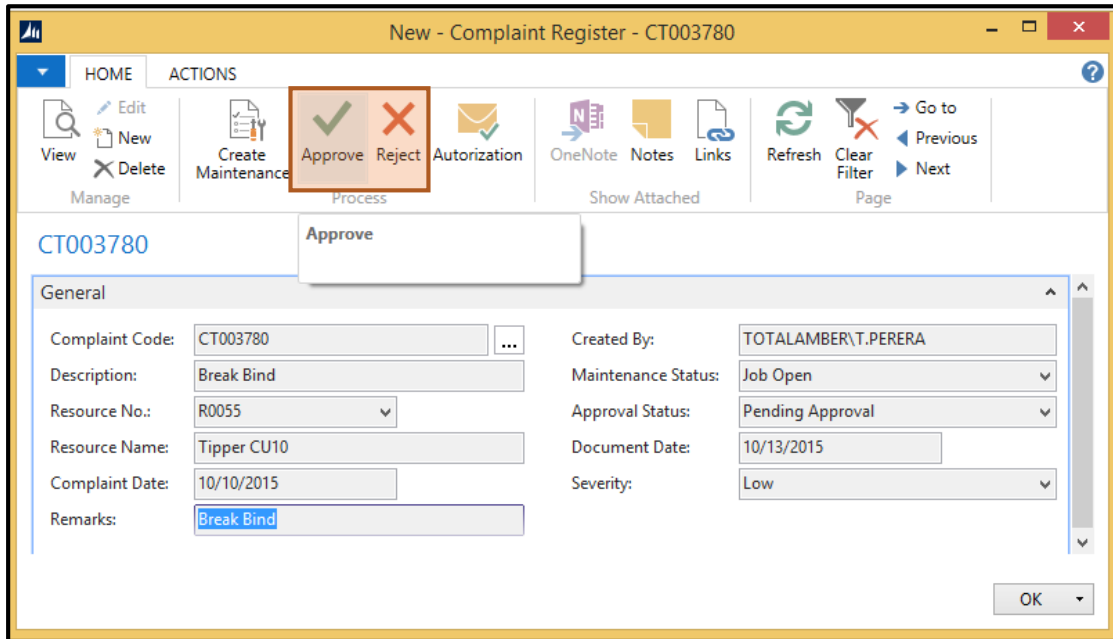 New - Complaint Register - CT003780
HOME ACTIONS
View
Edit
New
Delete
Manage
Create Maintenance
Approve
Reject
Autorization
Process
OneNote
Notes
Links
Show Attached
Refresh
Clear Filter
Go to
Previous
Next
Page
Approve
CT003780
General
Complaint Code: CT003780 ...
Description: Break Bind
Resource No.: R0055
Resource Name: Tipper CU10
Complaint Date: 10/10/2015
Remarks: Break Bind
Created By: TOTALAMBER\T.PERERA
Maintenance Status: Job Open
Approval Status: Pending Approval
Document Date: 10/13/2015
Severity: Low
OK